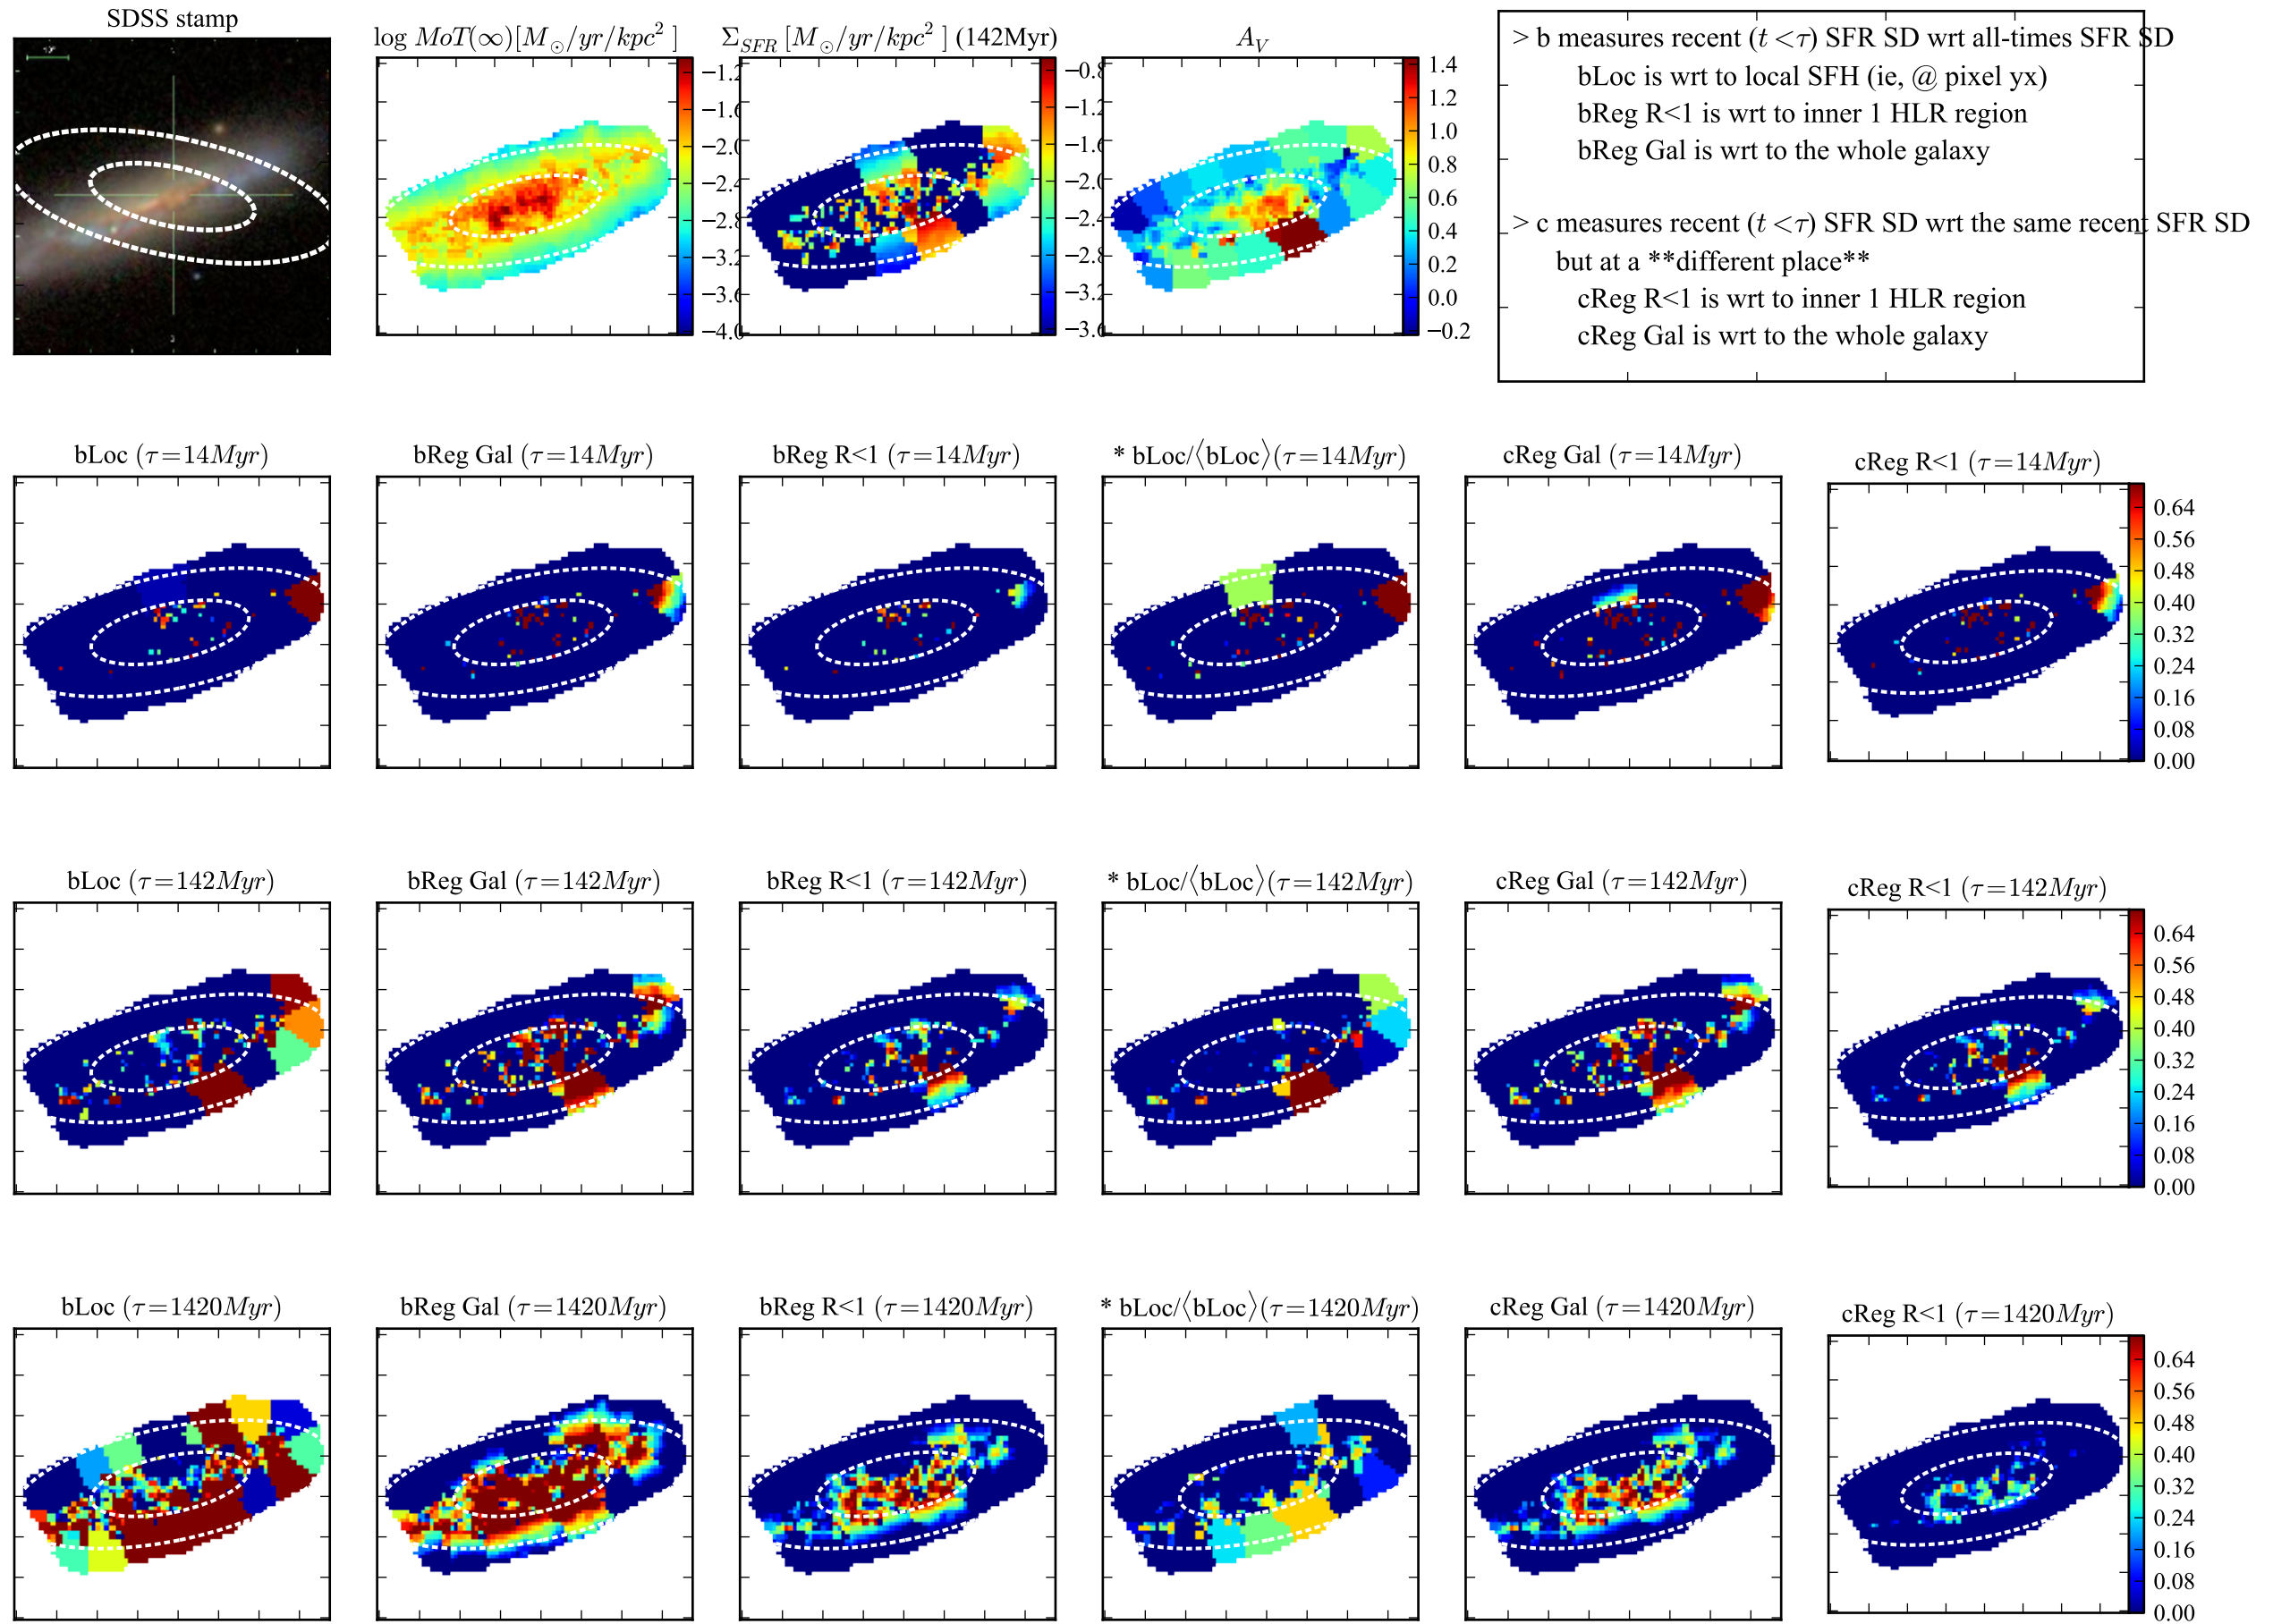 SDSS stamp
log MoT(∞)[M⊙/yr/kpc² ]
Σ_SFR [M⊙/yr/kpc² ] (142Myr)
A_V
−1.2
−2.0
−2.4
−2.8
−3.2
−3.6
−4.0
−0.8
−1.2
−1.6
−2.0
−2.4
−2.8
−3.2
−3.6
1.4
1.2
1.0
0.8
0.6
0.4
0.2
0.0
−0.2
> b measures recent (t <τ) SFR SD wrt all-times SFR SD
bLoc is wrt to local SFH (ie, @ pixel yx)
bReg R<1 is wrt to inner 1 HLR region
bReg Gal is wrt to the whole galaxy
> c measures recent (t <τ) SFR SD wrt the same recent SFR SD
but at a **different place**
cReg R<1 is wrt to inner 1 HLR region
cReg Gal is wrt to the whole galaxy
bLoc (τ=14Myr)
bReg Gal (τ=14Myr)
bReg R<1 (τ=14Myr)
* bLoc/⟨bLoc⟩(τ=14Myr)
cReg Gal (τ=14Myr)
cReg R<1 (τ=14Myr)
0.64
0.56
0.48
0.40
0.32
0.24
0.16
0.08
0.00
bLoc (τ=142Myr)
bReg Gal (τ=142Myr)
bReg R<1 (τ=142Myr)
* bLoc/⟨bLoc⟩(τ=142Myr)
cReg Gal (τ=142Myr)
cReg R<1 (τ=142Myr)
0.64
0.56
0.48
0.40
0.32
0.24
0.16
0.08
0.00
bLoc (τ=1420Myr)
bReg Gal (τ=1420Myr)
bReg R<1 (τ=1420Myr)
* bLoc/⟨bLoc⟩(τ=1420Myr)
cReg Gal (τ=1420Myr)
cReg R<1 (τ=1420Myr)
0.64
0.56
0.48
0.40
0.32
0.24
0.16
0.08
0.00